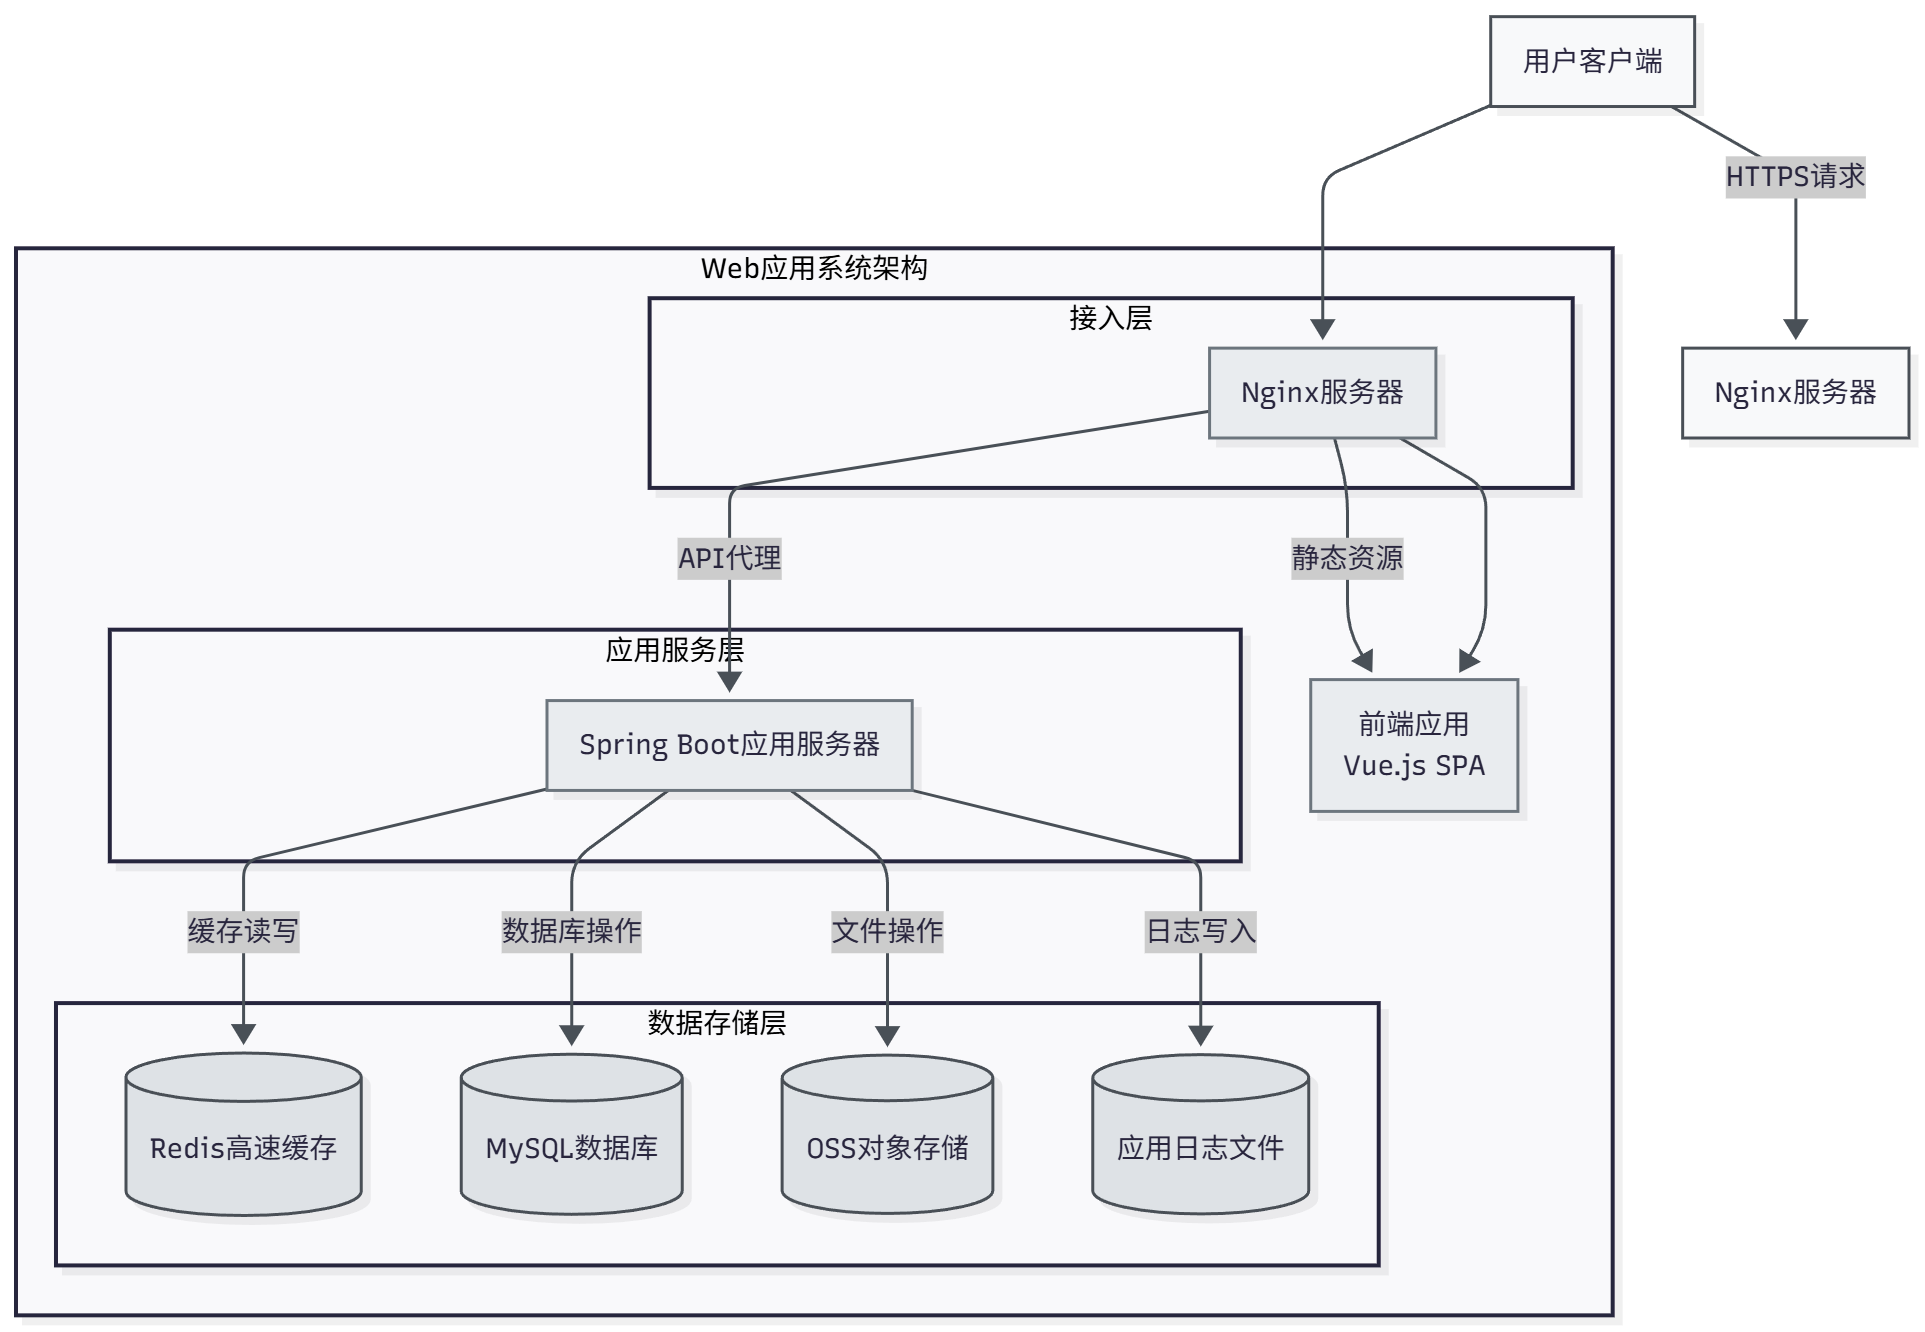 用户客户端
HTTPS请求
Web应用系统架构
接入层
Nginx服务器
Nginx服务器
API代理
静态资源
应用服务层
Spring Boot应用服务器
前端应用
Vue.js SPA
缓存读写
数据库操作
文件操作
日志写入
数据存储层
Redis高速缓存
MySQL数据库
OSS对象存储
应用日志文件